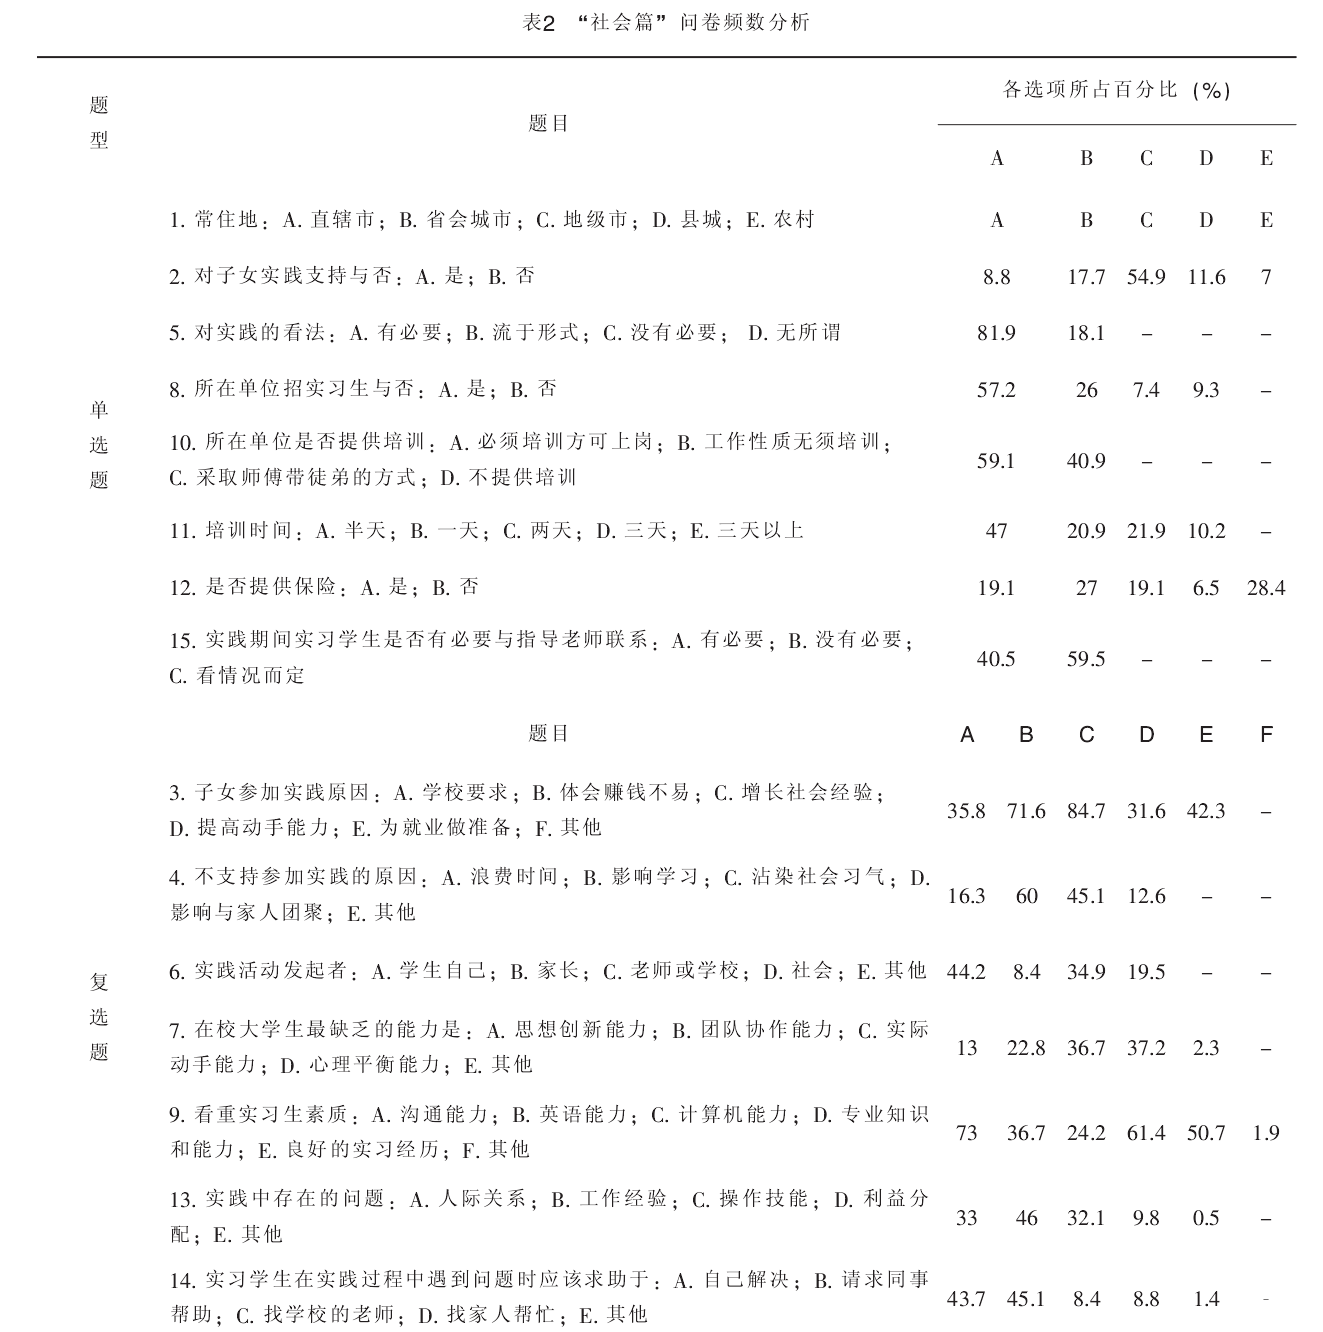 表2 “社会篇”问卷频数分析
题型 题目 各选项所占百分比 (%)
A B C D E
单选题
1. 常住地：A. 直辖市；B. 省会城市；C. 地级市；D. 县城；E. 农村 A B C D E
2. 对子女实践支持与否：A. 是；B. 否 8.8 17.7 54.9 11.6 7
5. 对实践的看法：A. 有必要；B. 流于形式；C. 没有必要； D. 无所谓 81.9 18.1 – – –
8. 所在单位招实习生与否：A. 是；B. 否 57.2 26 7.4 9.3 –
10. 所在单位是否提供培训：A. 必须培训方可上岗；B. 工作性质无须培训；
C. 采取师傅带徒弟的方式；D. 不提供培训 59.1 40.9 – – –
11. 培训时间：A. 半天；B. 一天；C. 两天；D. 三天；E. 三天以上 47 20.9 21.9 10.2 –
12. 是否提供保险：A. 是；B. 否 19.1 27 19.1 6.5 28.4
15. 实践期间实习学生是否有必要与指导老师联系：A. 有必要；B. 没有必要；
C. 看情况而定 40.5 59.5 – – –
题目 A B C D E F
复选题
3. 子女参加实践原因：A. 学校要求；B. 体会赚钱不易；C. 增长社会经验；
D. 提高动手能力；E. 为就业做准备；F. 其他 35.8 71.6 84.7 31.6 42.3 –
4. 不支持参加实践的原因：A. 浪费时间；B. 影响学习；C. 沾染社会习气；D.
影响与家人团聚；E. 其他 16.3 60 45.1 12.6 – –
6. 实践活动发起者：A. 学生自己；B. 家长；C. 老师或学校；D. 社会；E. 其他 44.2 8.4 34.9 19.5 – –
7. 在校大学生最缺乏的能力是：A. 思想创新能力；B. 团队协作能力；C. 实际
动手能力；D. 心理平衡能力；E. 其他 13 22.8 36.7 37.2 2.3 –
9. 看重实习生素质：A. 沟通能力；B. 英语能力；C. 计算机能力；D. 专业知识
和能力；E. 良好的实习经历；F. 其他 73 36.7 24.2 61.4 50.7 1.9
13. 实践中存在的问题：A. 人际关系；B. 工作经验；C. 操作技能；D. 利益分
配；E. 其他 33 46 32.1 9.8 0.5 –
14. 实习学生在实践过程中遇到问题时应该求助于：A. 自己解决；B. 请求同事
帮助；C. 找学校的老师；D. 找家人帮忙；E. 其他 43.7 45.1 8.4 8.8 1.4 -